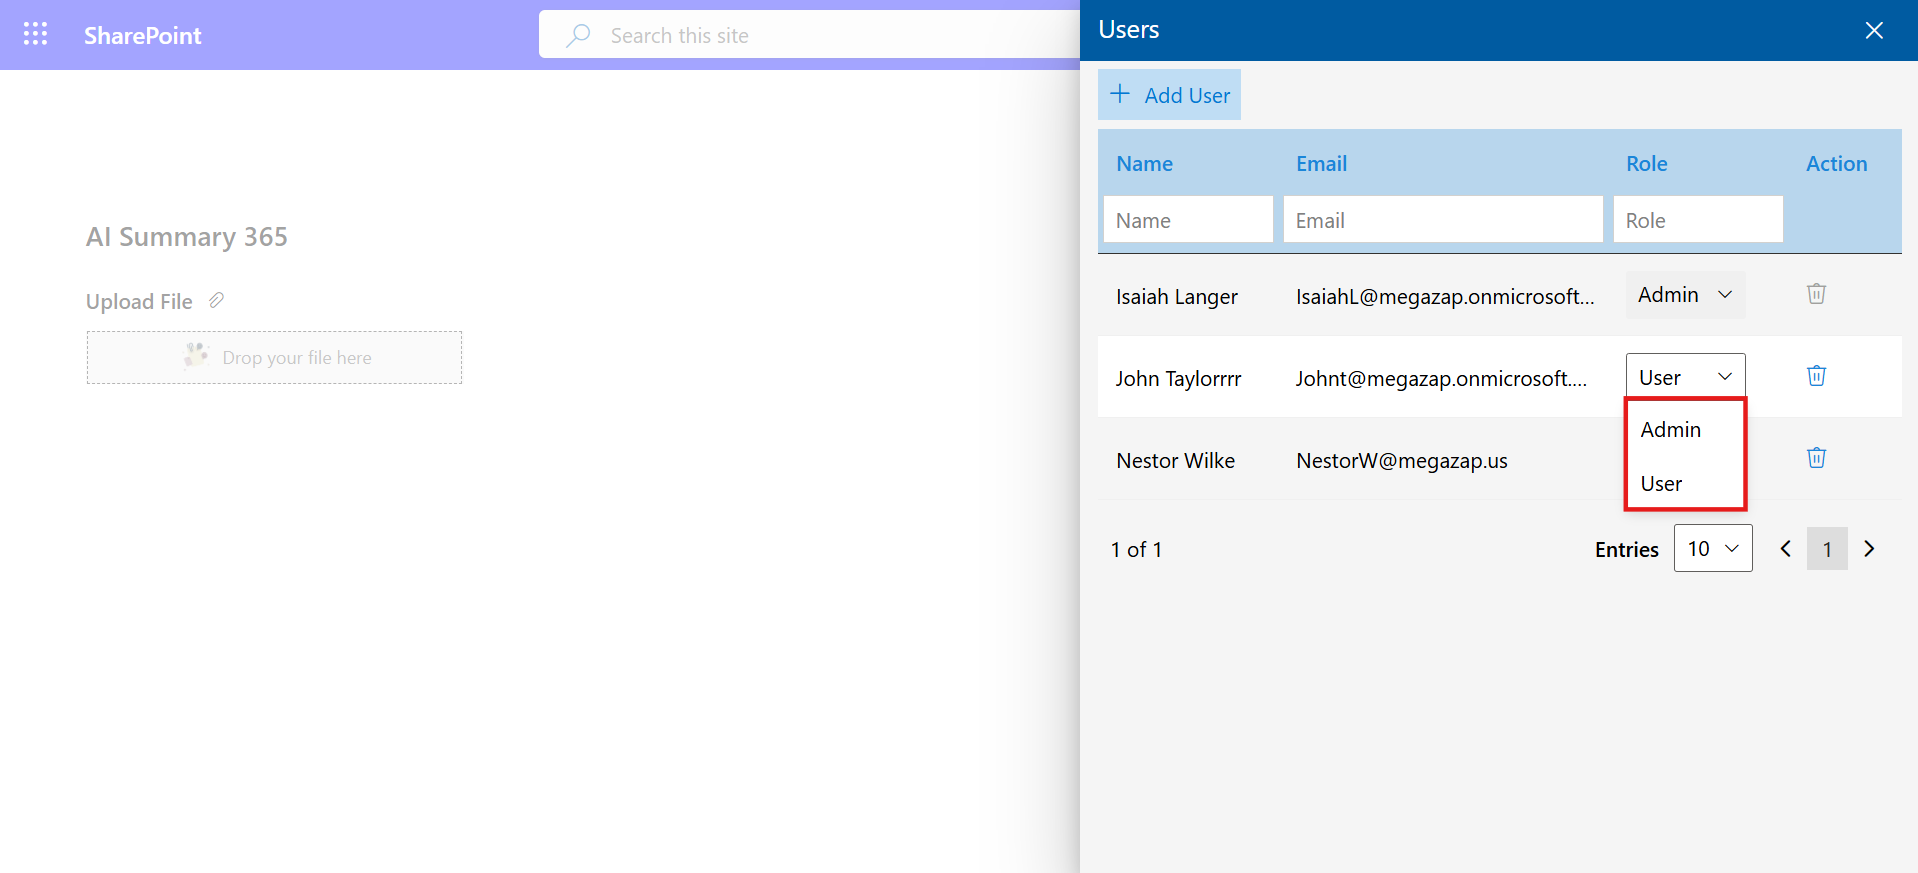 SharePoint
Search this site
AI Summary 365
Upload File
Drop your file here
Users
Add User
Name Email Role Action
Name Email Role
Isaiah Langer IsaiahL@megazap.onmicrosoft... Admin
John Taylorrrr Johnt@megazap.onmicrosoft.... User
Admin
Nestor Wilke NestorW@megazap.us
User
1 of 1 Entries 10 1